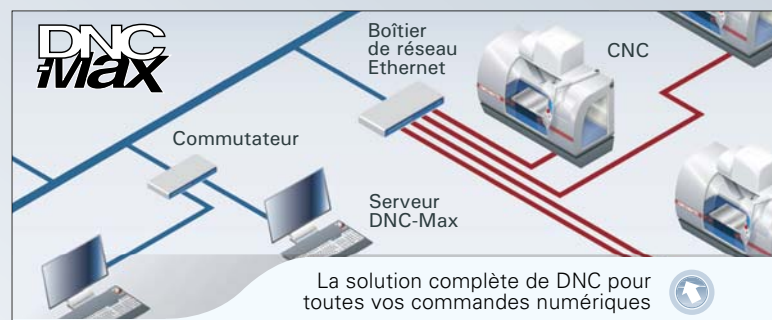 DNC
-Max
Boîtier
de réseau
Ethernet
CNC
Commutateur
Serveur
DNC-Max
La solution complète de DNC pour
toutes vos commandes numériques